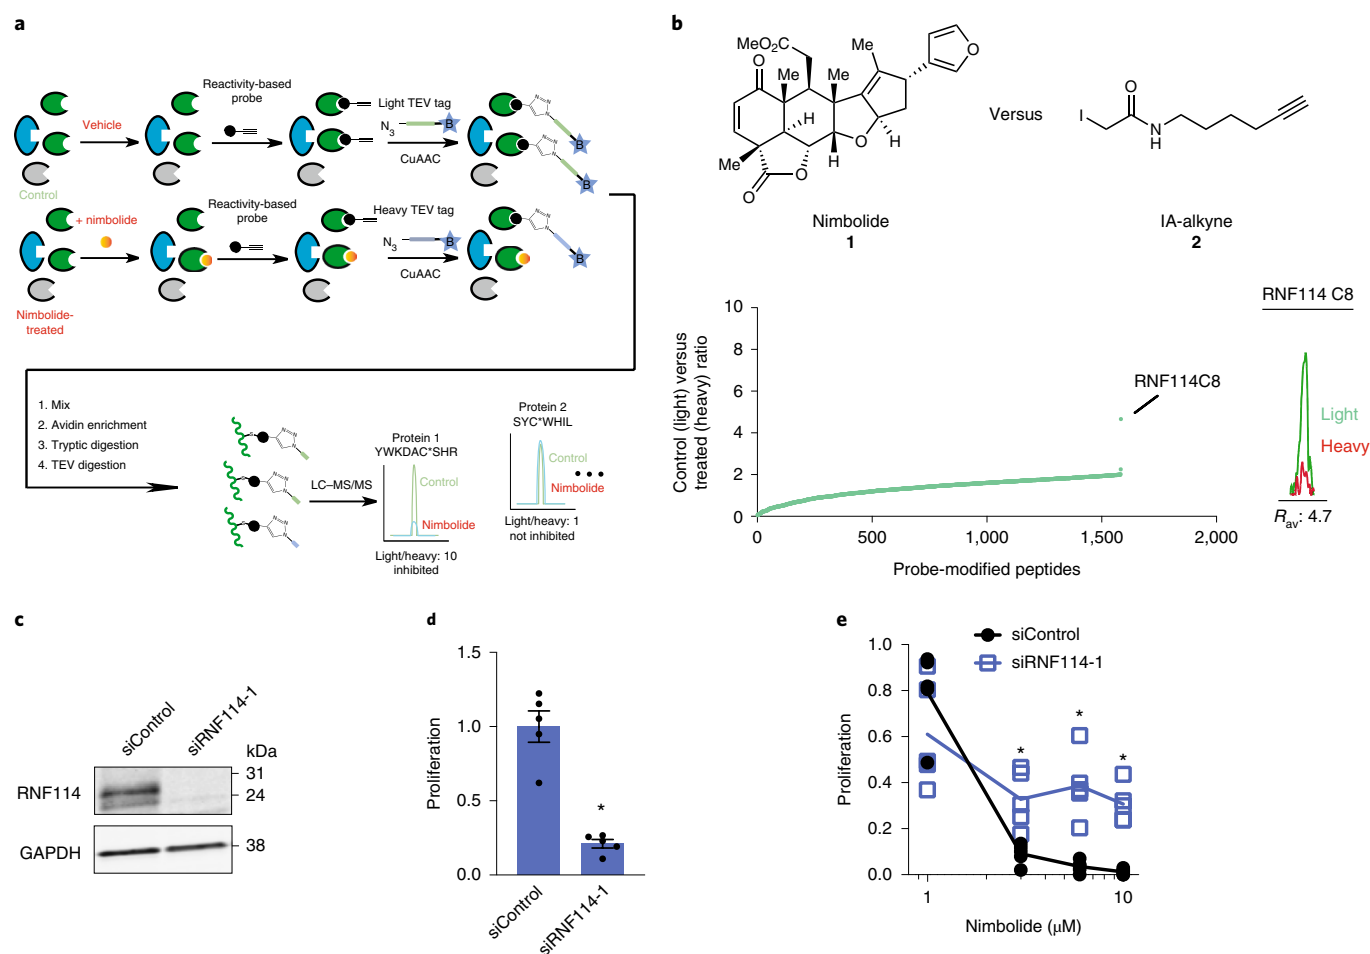 a
Reactivity-based
probe
Vehicle
Light TEV tag
N3
B
CuAAC
B
B
Control
+ nimbolide
Reactivity-based
probe
Heavy TEV tag
N3
B
CuAAC
B
Nimbolide-
treated
1. Mix
2. Avidin enrichment
3. Tryptic digestion
4. TEV digestion
LC–MS/MS
Protein 1
YWKDAC*SHR
Control
Nimbolide
Light/heavy: 10
inhibited
Protein 2
SYC*WHIL
Control
Nimbolide
Light/heavy: 1
not inhibited
b
MeO2C
Me
O
O
Me
Me
H
O
H
H
Me
O
O
Nimbolide
1
Versus
O
I
N
H
IA-alkyne
2
Control (light) versus
treated (heavy) ratio
10
8
6
4
2
0
0
500
1,000
1,500
2,000
Probe-modified peptides
RNF114C8
RNF114 C8
Light
Heavy
Rav: 4.7
c
siControl
siRNF114-1
kDa
RNF114
31
24
GAPDH
38
d
Proliferation
1.5
1.0
0.5
0.0
*
siControl
siRNF114-1
e
siControl
siRNF114-1
Proliferation
1.0
0.8
0.6
0.4
0.2
0.0
*
*
*
1
10
Nimbolide (μM)